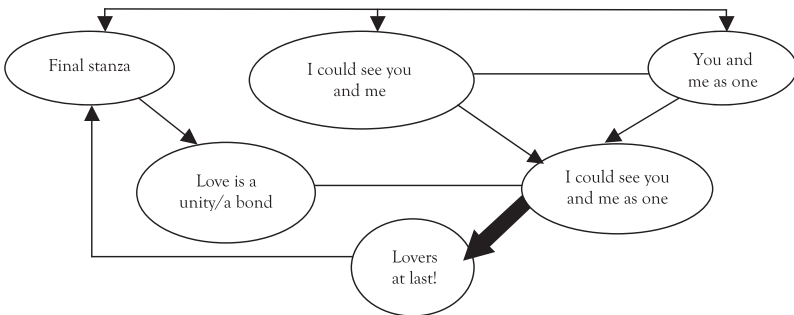 Final stanza
I could see you
and me
You and
me as one
Love is a
unity/a bond
I could see you
and me as one
Lovers
at last!